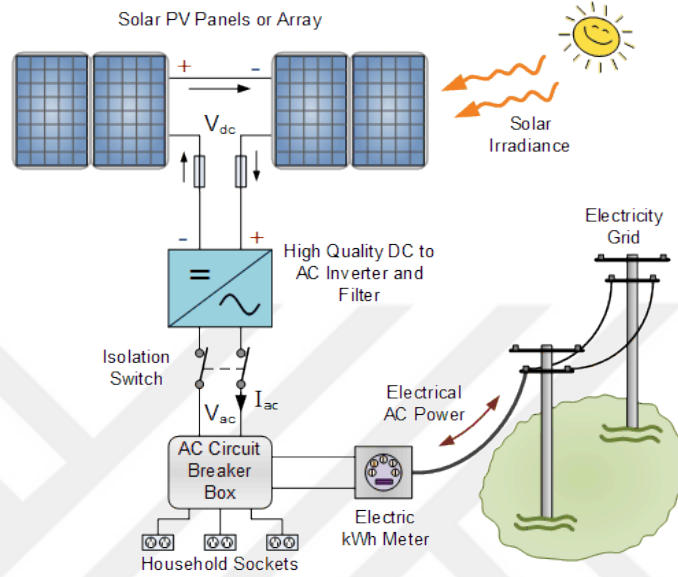 Solar PV Panels or Array
+
-
Vdc
Solar
Irradiance
Electricity
Grid
-
+
High Quality DC to
AC Inverter and
Filter
Isolation
Switch
Vac
Iac
Electrical
AC Power
AC Circuit
Breaker
Box
Electric
kWh Meter
Household Sockets